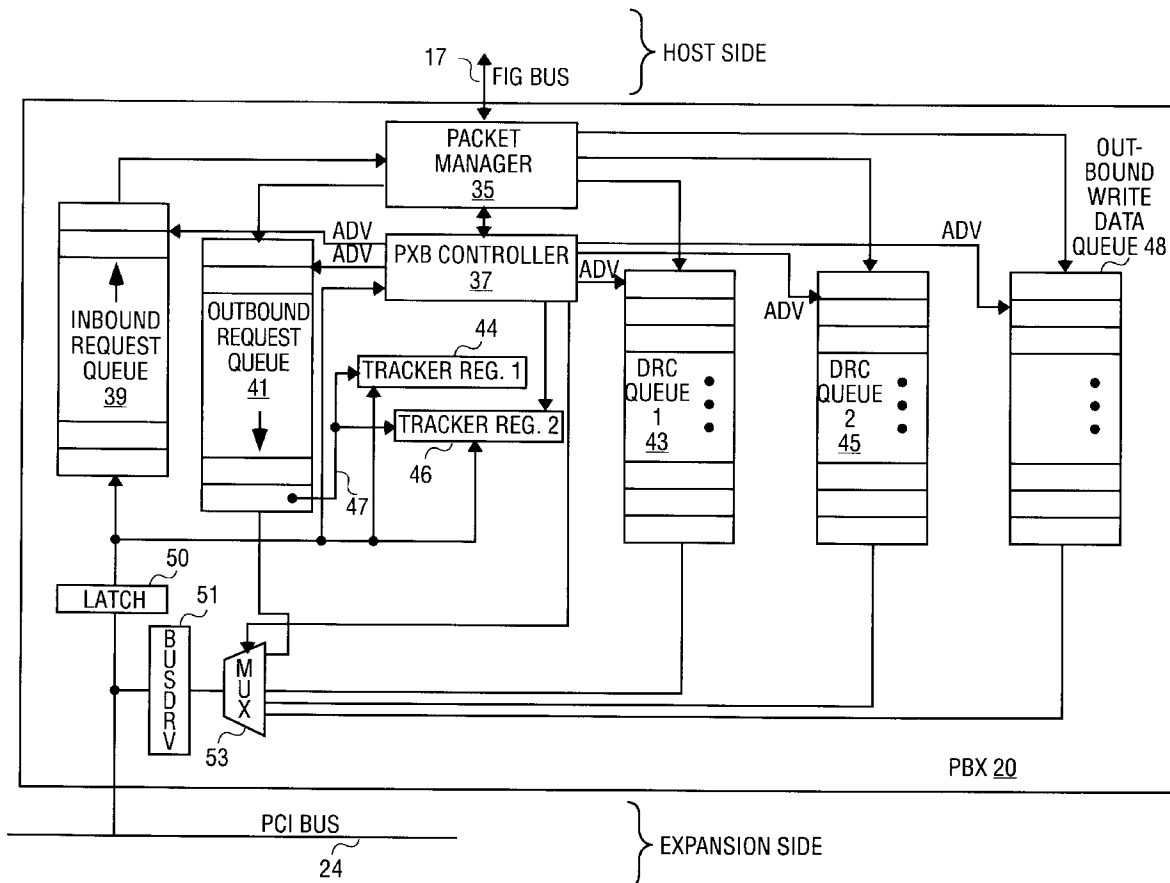 HOST SIDE
17
FIG BUS
PACKET
MANAGER
35
OUT-
BOUND
WRITE
DATA
QUEUE 48
ADV
ADV
PXB CONTROLLER
37
ADV
ADV
ADV
INBOUND
REQUEST
QUEUE
39
OUTBOUND
REQUEST
QUEUE
41
44
TRACKER REG. 1
TRACKER REG. 2
46
47
DRC
QUEUE
1
43
DRC
QUEUE
2
45
50
LATCH
51
BUSDRV
MUX
53
PBX 20
PCI BUS
24
EXPANSION SIDE